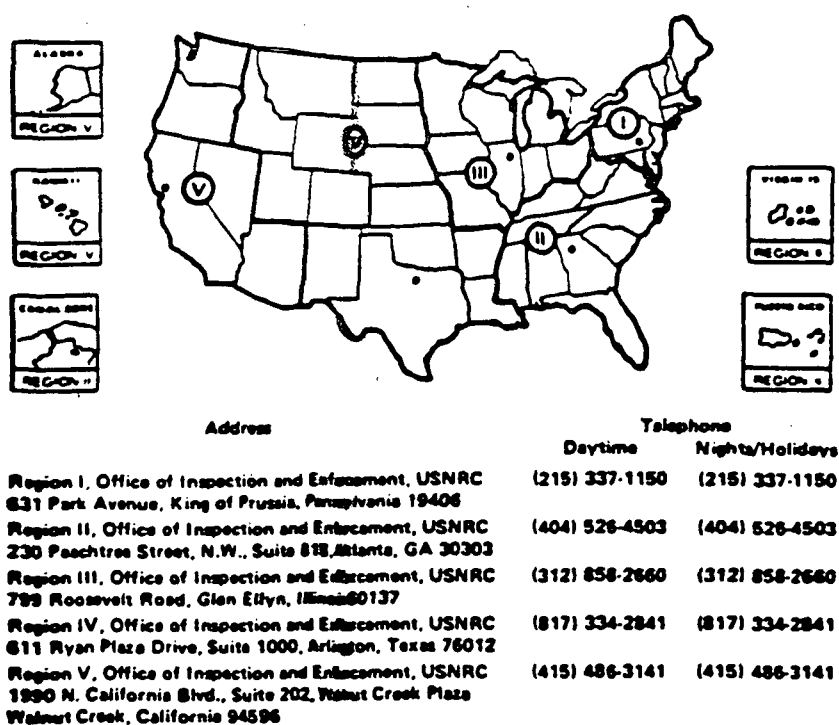 ALASKA
REGION V
HAWAII
REGION V
CANAL ZONE
REGION II
I
III
V
II
REGION II
PUERTO RICO
REGION II
Address
Telephone
Daytime Nights/Holidays
Region I, Office of Inspection and Enforcement, USNRC (215) 337-1150 (215) 337-1150
631 Park Avenue, King of Prussia, Pennsylvania 19406
Region II, Office of Inspection and Enforcement, USNRC (404) 526-4503 (404) 526-4503
230 Peachtree Street, N.W., Suite 818, Atlanta, GA 30303
Region III, Office of Inspection and Enforcement, USNRC (312) 858-2660 (312) 858-2660
799 Roosevelt Road, Glen Ellyn, Illinois 60137
Region IV, Office of Inspection and Enforcement, USNRC (817) 334-2841 (817) 334-2841
611 Ryan Plaza Drive, Suite 1000, Arlington, Texas 76012
Region V, Office of Inspection and Enforcement, USNRC (415) 486-3141 (415) 486-3141
1990 N. California Blvd., Suite 202, Walnut Creek Plaza
Walnut Creek, California 94596